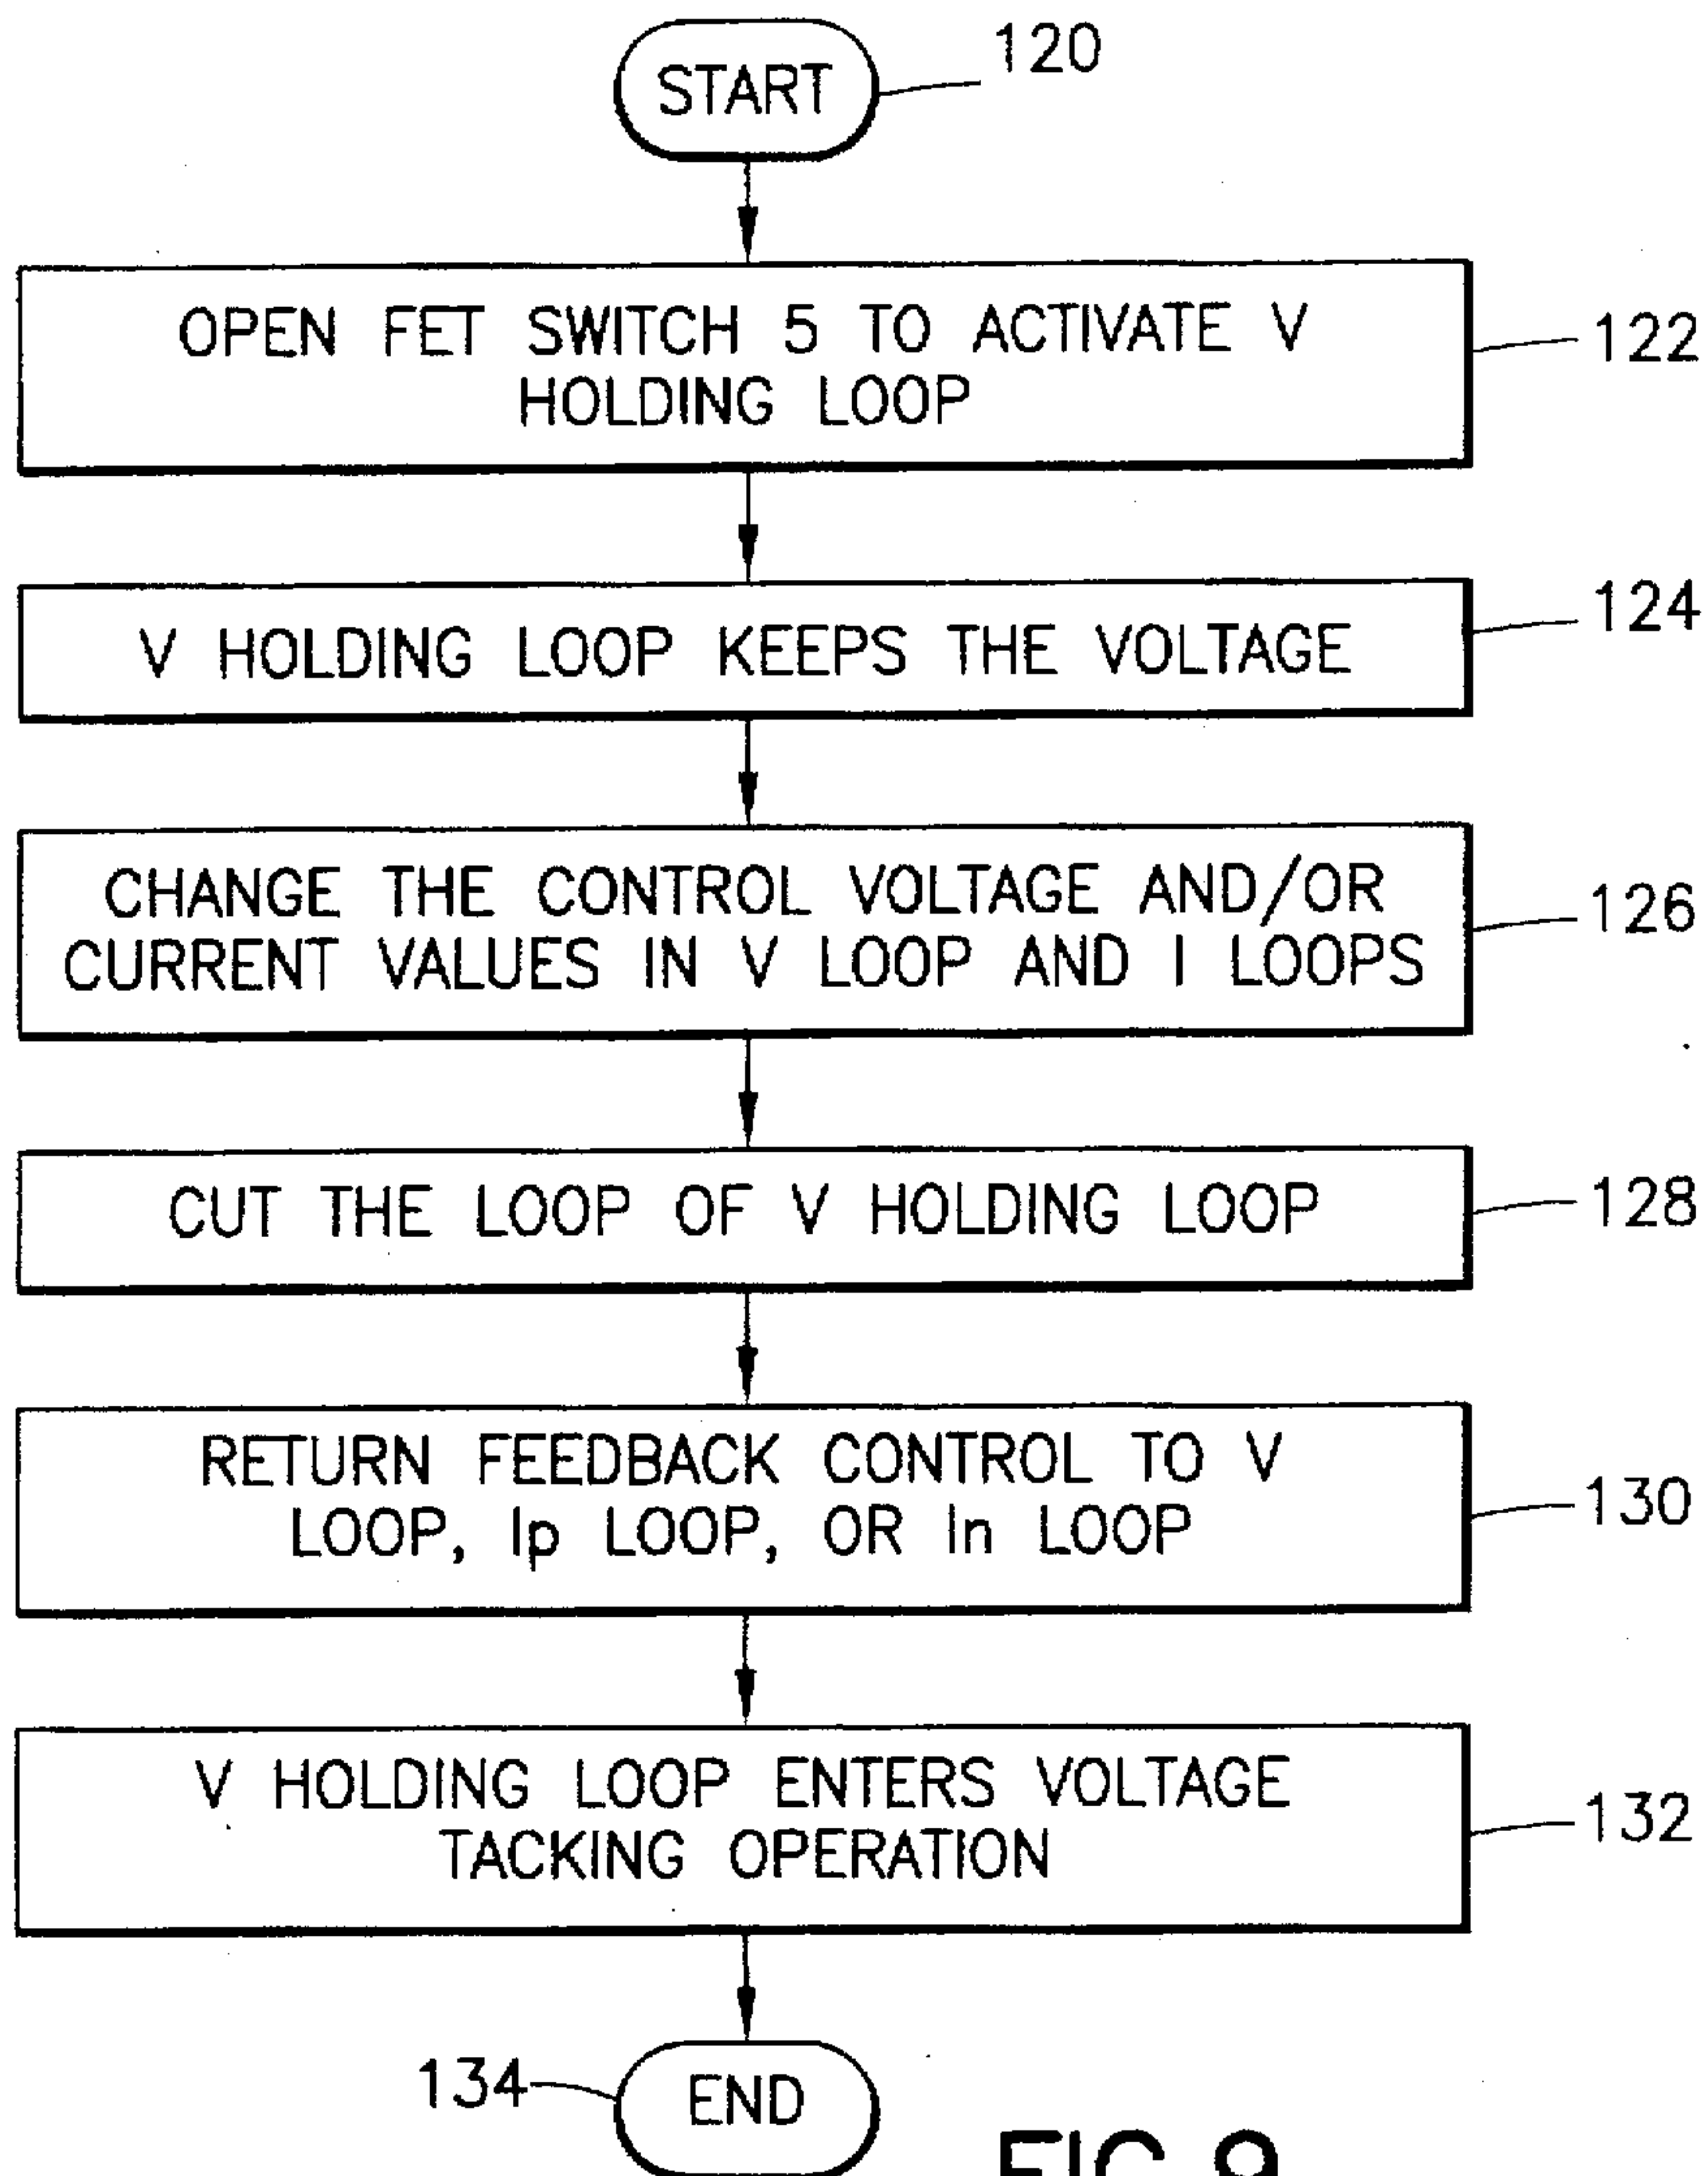 START
120
OPEN FET SWITCH 5 TO ACTIVATE V
HOLDING LOOP
122
V HOLDING LOOP KEEPS THE VOLTAGE
124
CHANGE THE CONTROL VOLTAGE AND/OR
CURRENT VALUES IN V LOOP AND I LOOPS
126
CUT THE LOOP OF V HOLDING LOOP
128
RETURN FEEDBACK CONTROL TO V
LOOP, Ip LOOP, OR In LOOP
130
V HOLDING LOOP ENTERS VOLTAGE
TACKING OPERATION
132
134
END
FIG.9